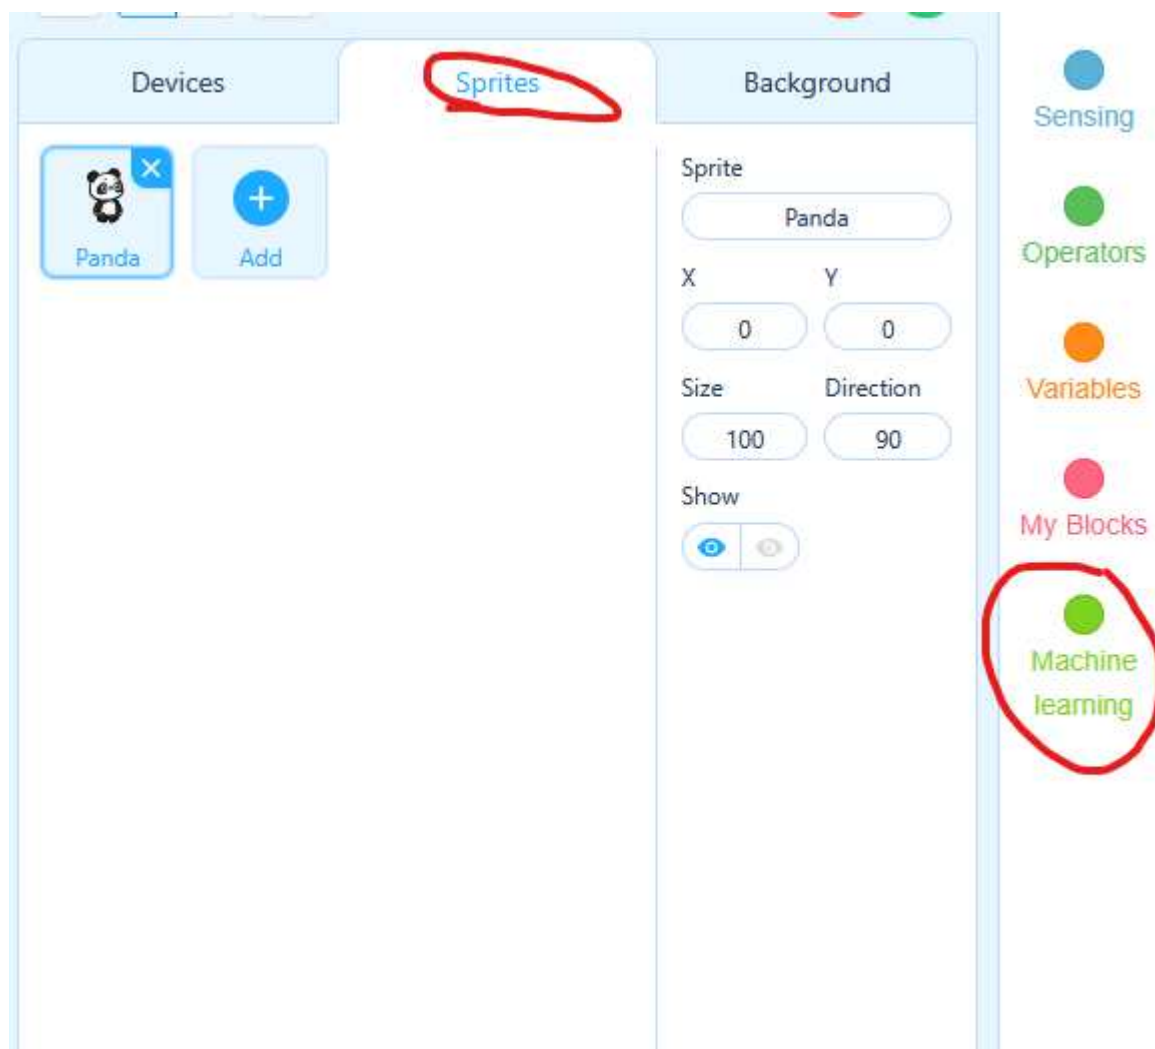 Devices
Sprites
Background
Panda
Add
Sprite
Panda
X Y
0 0
Size Direction
100 90
Show
Sensing
Operators
Variables
My Blocks
Machine
learning